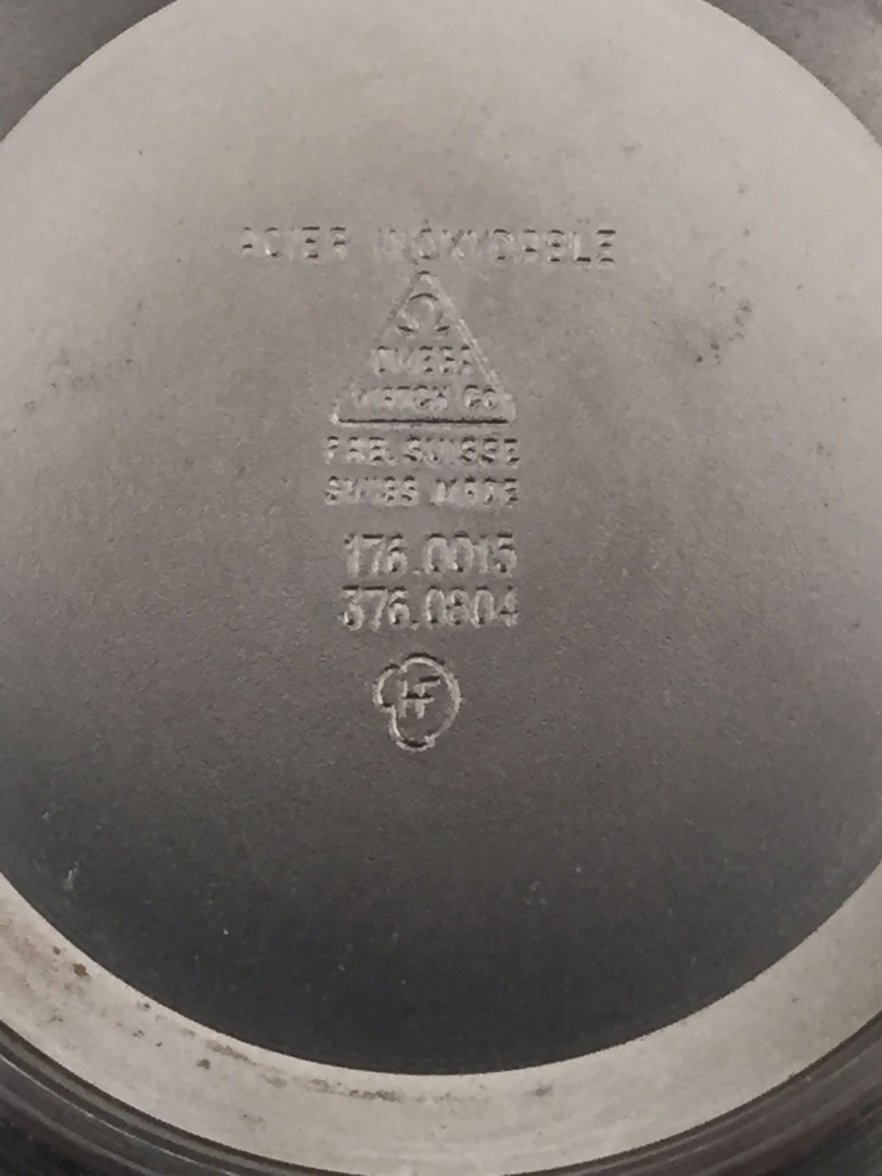 ACIER INOXYDABLE
Ω
OMEGA
WATCH Co
FAB. SUISSE
SWISS MADE
176.0015
376.0804
HF